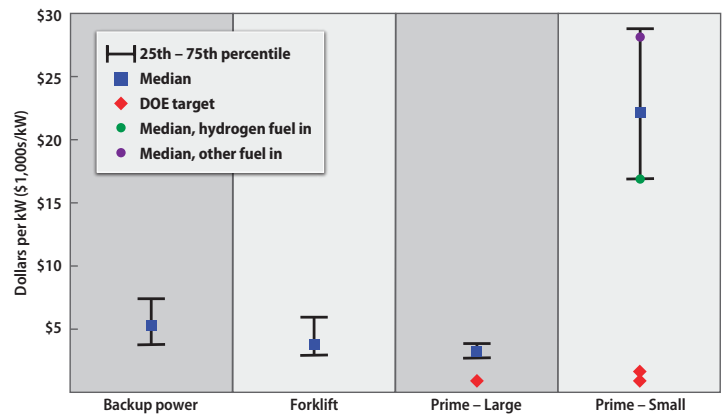 $30
$25
$20
$15
$10
$5
Dollars per kW ($1,000s/kW)
25th – 75th percentile
Median
DOE target
Median, hydrogen fuel in
Median, other fuel in
Backup power
Forklift
Prime – Large
Prime – Small